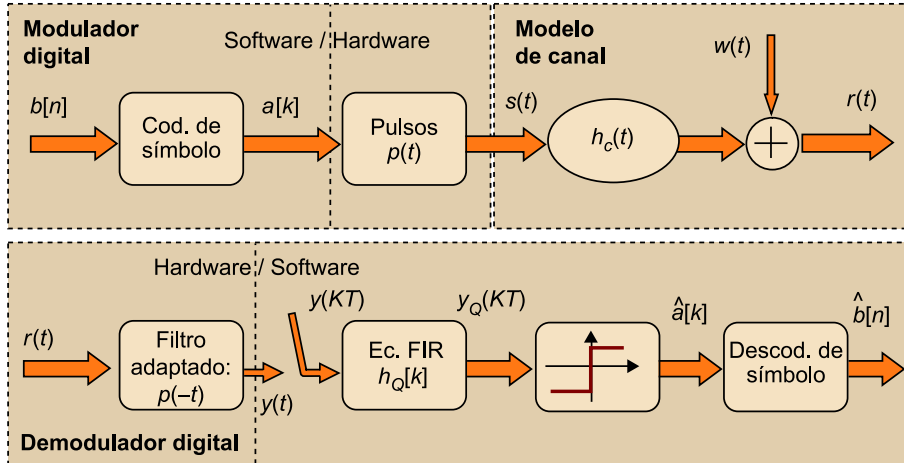 Modulador
digital
Software / Hardware
Modelo
de canal
b[n]
Cod. de
símbolo
a[k]
Pulsos
p(t)
s(t)
h_c(t)
w(t)
r(t)
Hardware / Software
r(t)
Filtro
adaptado:
p(–t)
y(t)
y(KT)
Ec. FIR
h_Q[k]
y_Q(KT)
â[k]
Descod. de
símbolo
b̂[n]
Demodulador digital